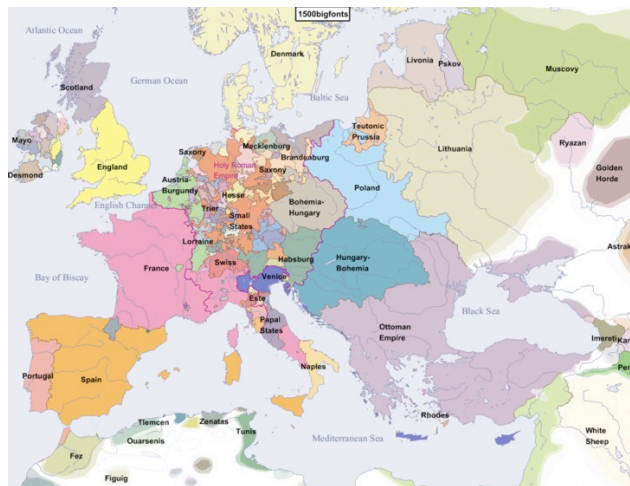 1500bigfonts
Atlantic Ocean
Denmark
Scotland
German Ocean
Baltic Sea
Livonia
Pskov
Muscovy
Mayo
England
Desmond
Saxony
Mecklenburg
Teutonic
Prussia
Lithuania
Ryazan
Holy Roman
Empire
Brandenburg
Saxony
Golden
Horde
Austria-
Burgundy
Hesse
Poland
English Channel
Trier
Small
States
Bohemia-
Hungary
Lorraine
Astrak
France
Swiss
Habsburg
Hungary-
Bohemia
Bay of Biscay
Venice
Este
Black Sea
Papal
States
Ottoman
Empire
Imereti
Kar
Portugal
Spain
Naples
Per
Rhodes
Tlemcen
Zenatas
Ouarsenis
Tunis
Mediterranean Sea
White
Sheep
Fez
Figuig